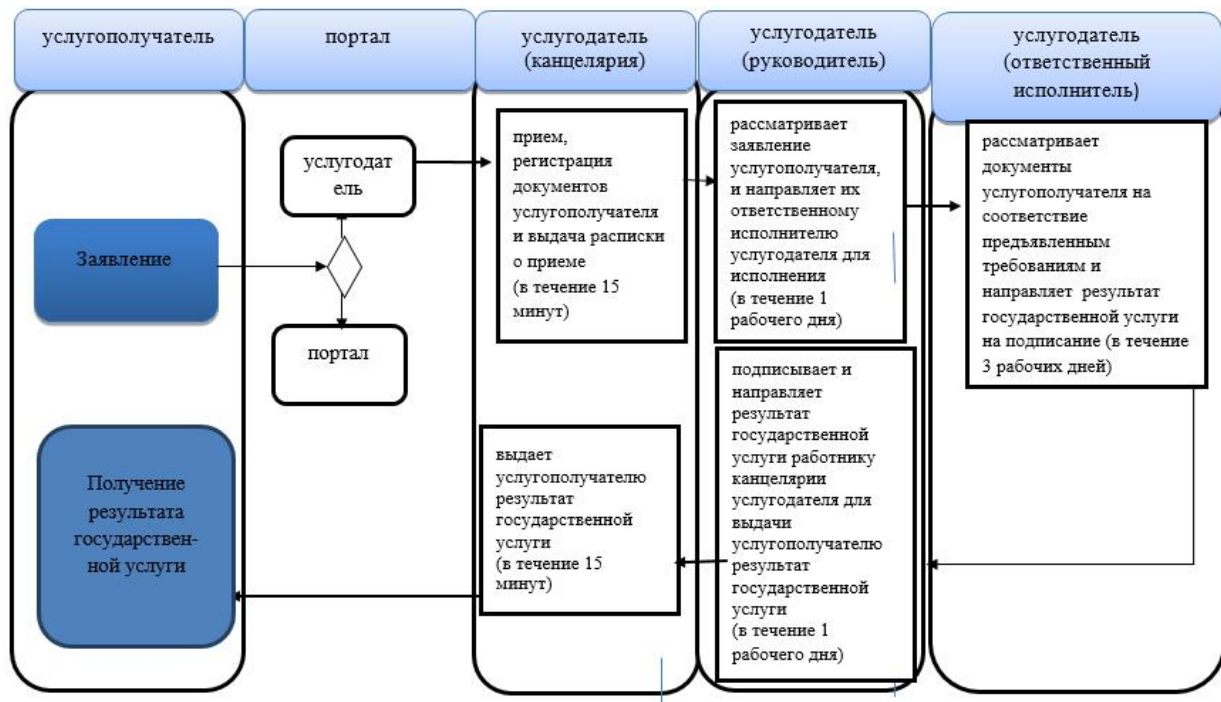 услугополучатель
портал
услугодатель
(канцелярия)
услугодатель
(руководитель)
услугодатель
(ответственный
исполнитель)
Заявление
услугодат
ель
портал
прием,
регистрация
документов
услугополучателя
и выдача расписки
о приеме
(в течение 15
минут)
рассматривает
заявление
услугополучателя,
и направляет их
ответственному
исполнителю
услугодателя для
исполнения
(в течение 1
рабочего дня)
рассматривает
документы
услугополучателя на
соответствие
предъявленным
требованиям и
направляет результат
государственной услуги
на подписание (в течение
3 рабочих дней)
подписывает и
направляет
результат
государственной
услуги работнику
канцелярии
услугодателя для
выдачи
услугополучателю
результат
государственной
услуги
(в течение 1
рабочего дня)
выдает
услугополучателю
результат
государственной
услуги
(в течение 15
минут)
Получение
результата
государствен-
ной услуги